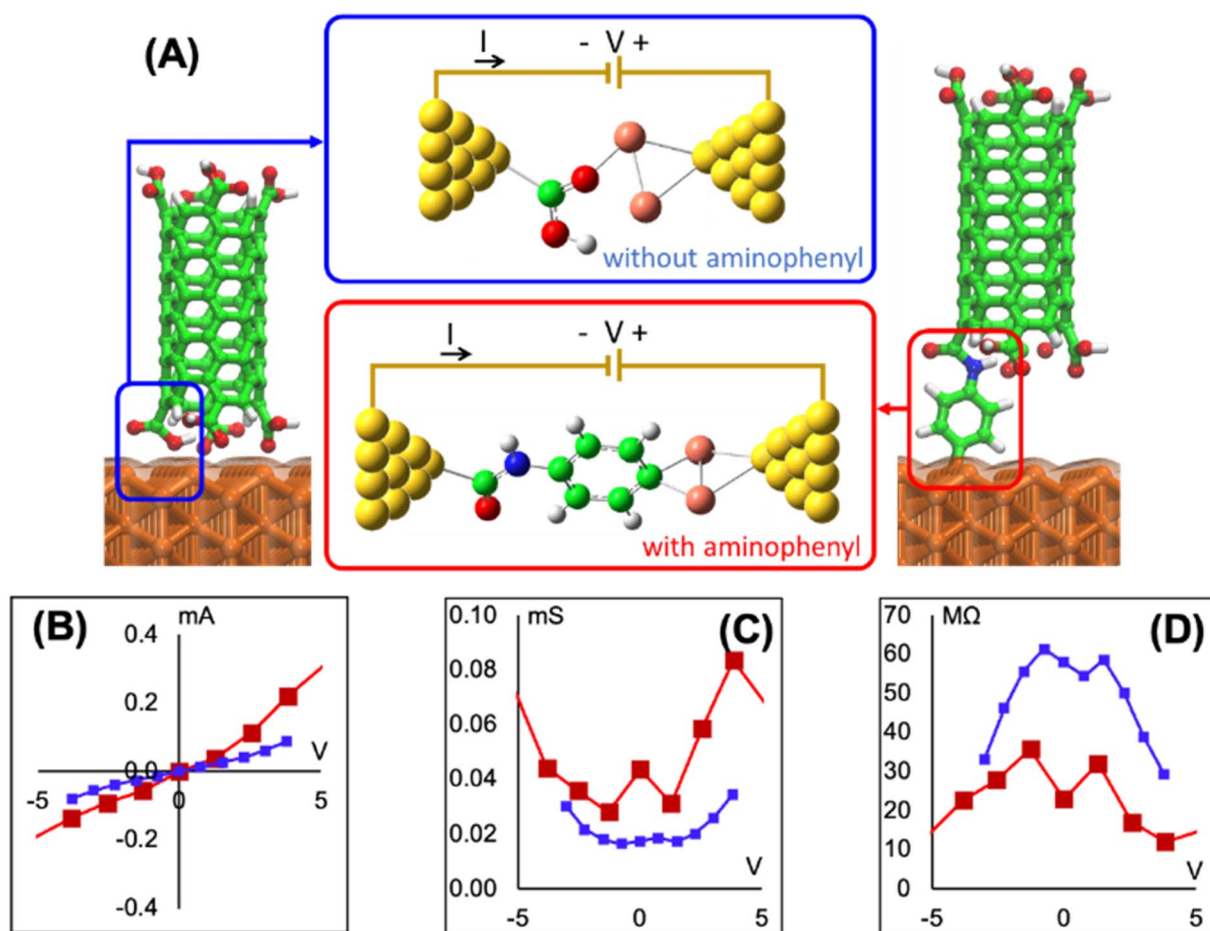 (A)
I
- V +
without aminophenyl
I
- V +
with aminophenyl
(B)
mA
0.4
0.2
V
0.0
-5
0
5
-0.2
-0.4
0.10
mS
(C)
0.08
0.06
0.04
0.02
V
0.00
-5
0
5
70
MΩ
(D)
60
50
40
30
20
10
V
0
-5
0
5